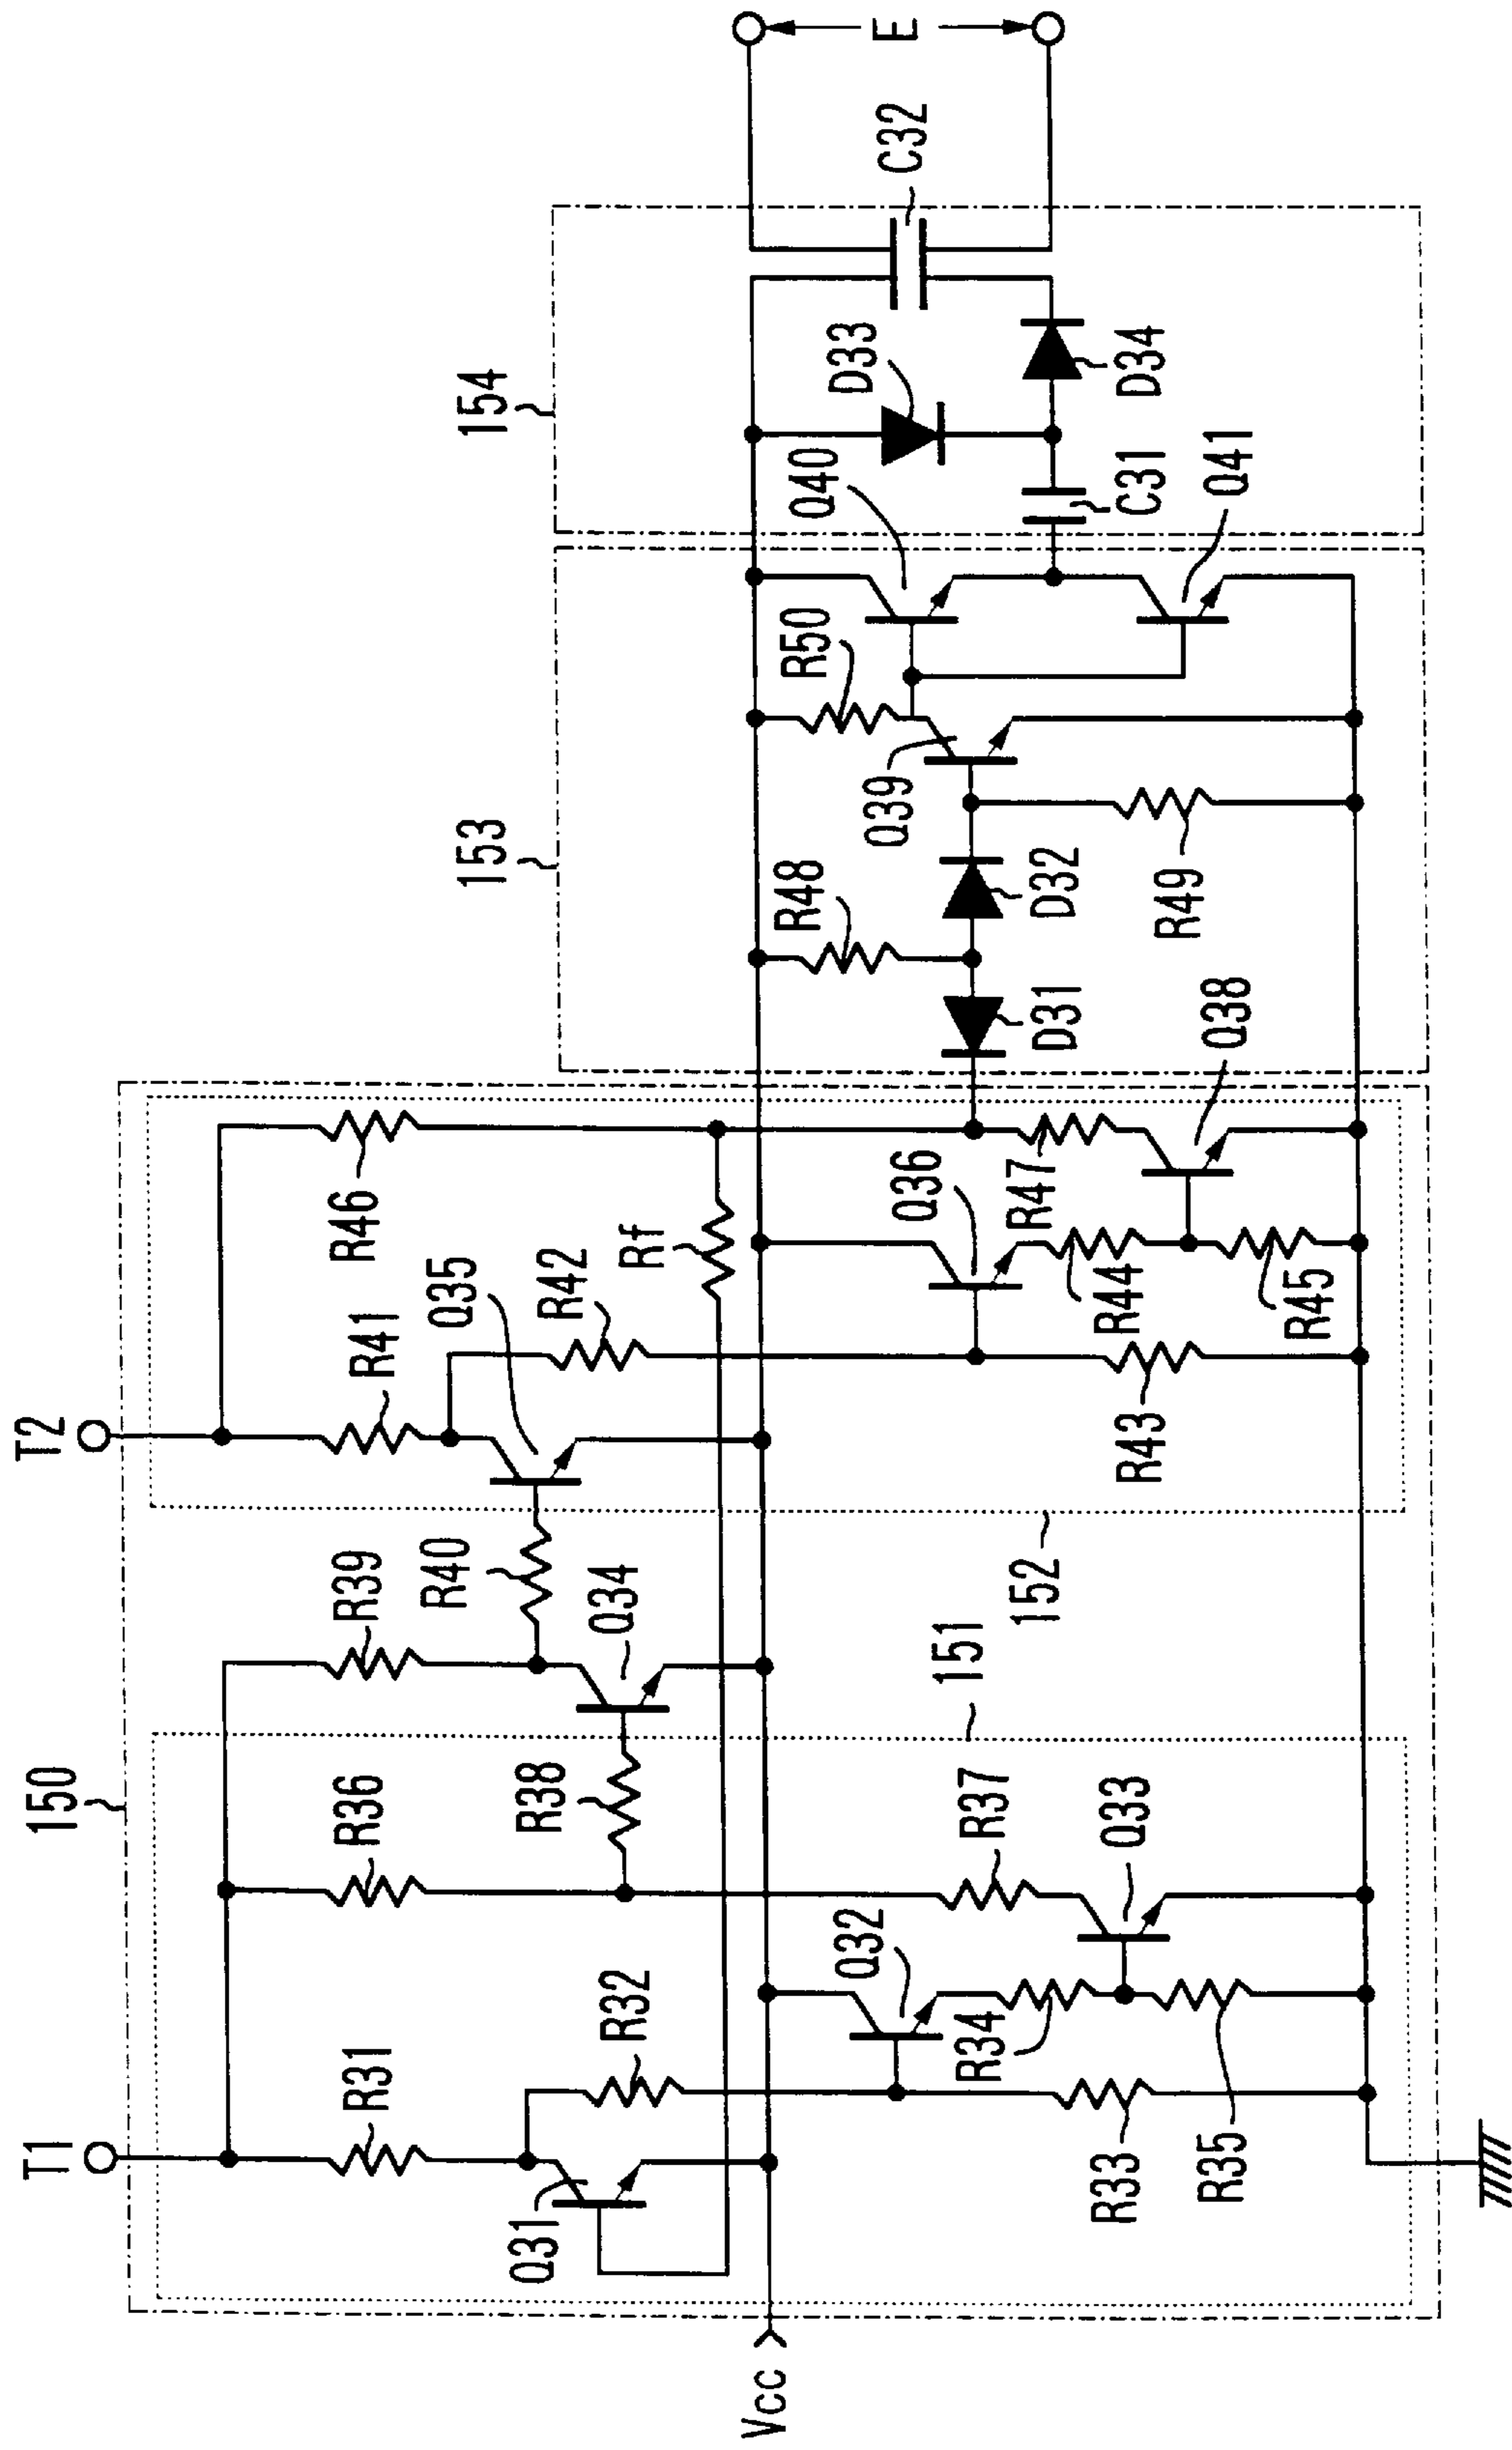 T1
T2
150
R31
R36
R39
R41
R46
153
154
R40
Q35
Q31
R38
R42
R32
Q34
Rf
Vcc
R48
R50
Q40
D33
Q32
Q36
Q39
C32
E
151
R34
R37
152
R47
D31
D32
R33
Q33
R43
R44
C31
D34
R35
R45
Q38
R49
Q41